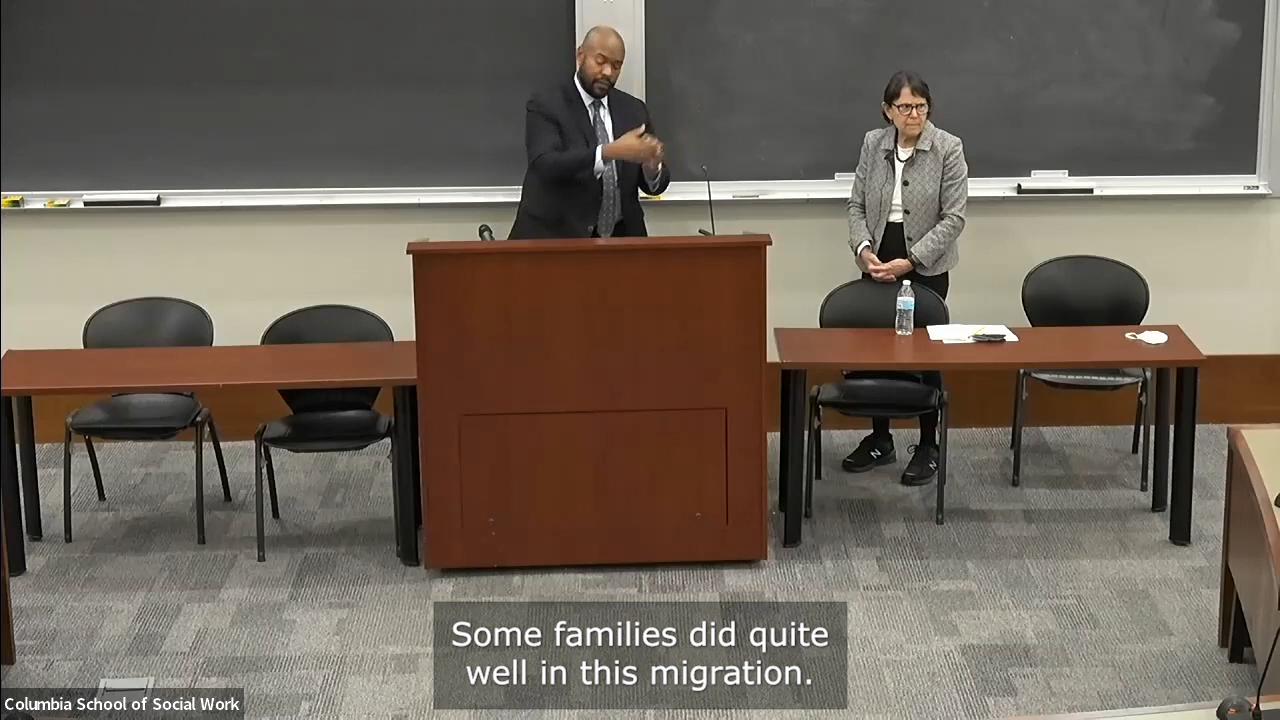 Some families did quite
well in this migration.
Columbia School of Social Work